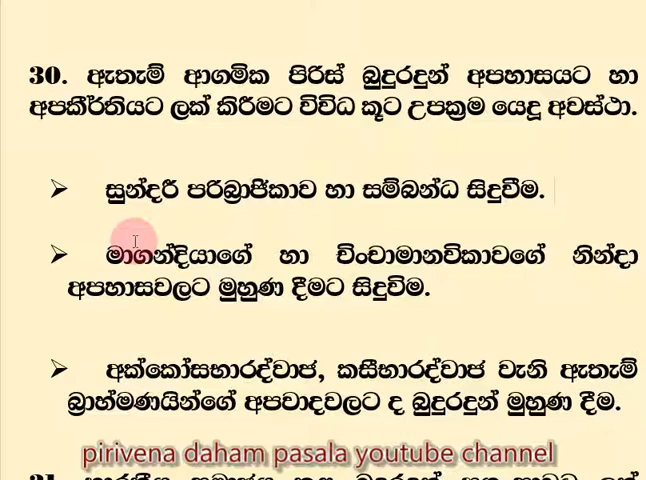 30. ඇතැම් ආගමික පිරිස් බුදුරදුන් අපහාසයට හා
අපකීර්තියට ලක් කිරීමට විවිධ කූට උපක්‍රම යෙදූ අවස්ථා.
➢ සුන්දරී පරිබ්‍රාජිකාව හා සම්බන්ධ සිදුවීම.
➢ මාගන්දියාගේ හා චිංචාමානවිකාවගේ නින්දා
අපහාසවලට මුහුණ දීමට සිදුවිම.
➢ අක්කෝසභාරද්වාජ, කසීභාරද්වාජ වැනි ඇතැම්
බ්‍රාහ්මණයින්ගේ අපවාදවලට ද බුදුරදුන් මුහුණ දීම.
pirivena daham pasala youtube channel